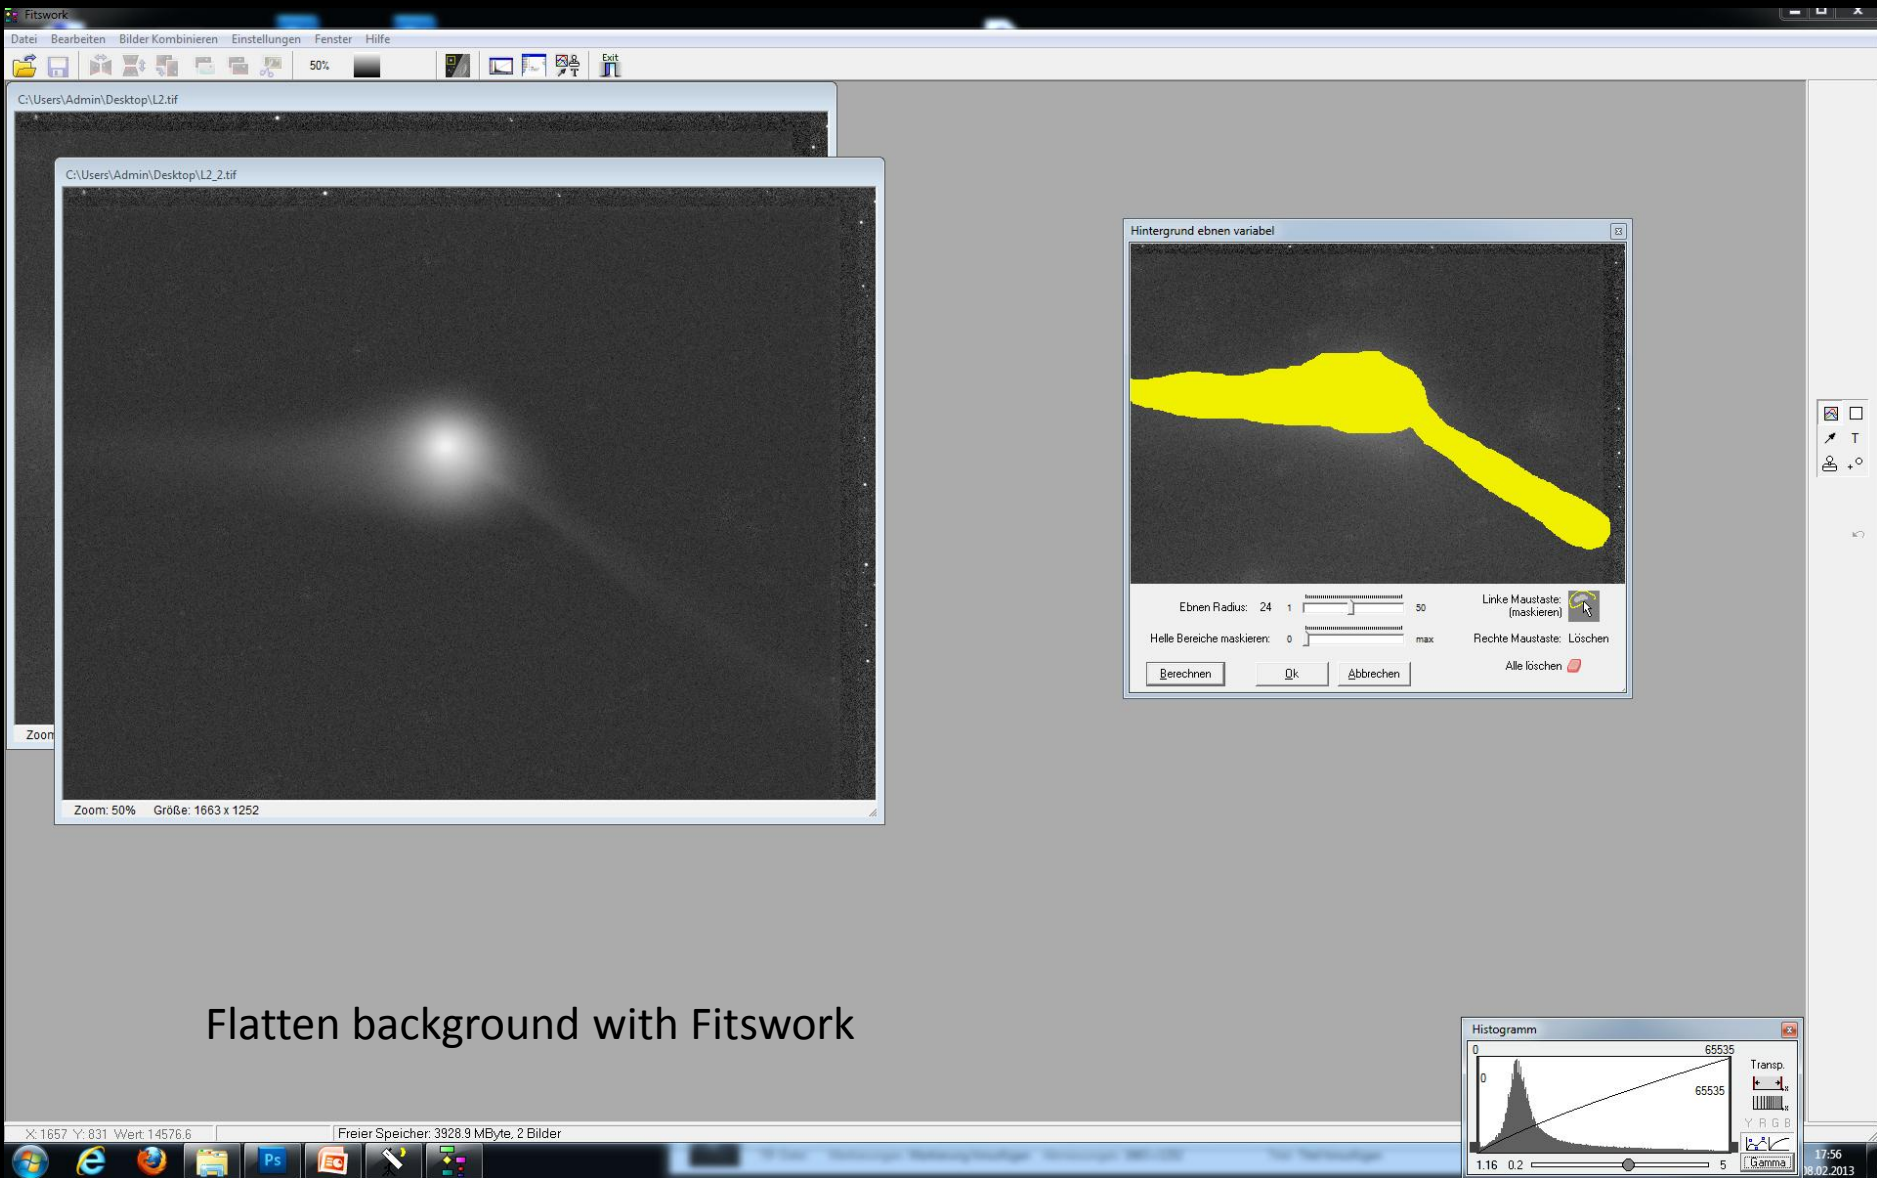 Fitswork
Datei Bearbeiten Bilder Kombinieren Einstellungen Fenster Hilfe
50%
Exit
C:\Users\Admin\Desktop\L2.tif
C:\Users\Admin\Desktop\L2_2.tif
Zoom
Zoom: 50% Größe: 1663 x 1252
Hintergrund ebnen variabel
Ebnen Radius: 24 1 50
Linke Maustaste:
(maskieren)
Helle Bereiche maskieren: 0 max
Rechte Maustaste: Löschen
Berechnen Ok Abbrechen
Alle löschen
T
Flatten background with Fitswork
Histogramm
0 65535
0
65535
Transp.
Y R G B
1.16 0.2 5 Gamma
X: 1657 Y: 831 Wert: 14576.6
Freier Speicher: 3928.9 MByte, 2 Bilder
Ps
17:56
08.02.2013